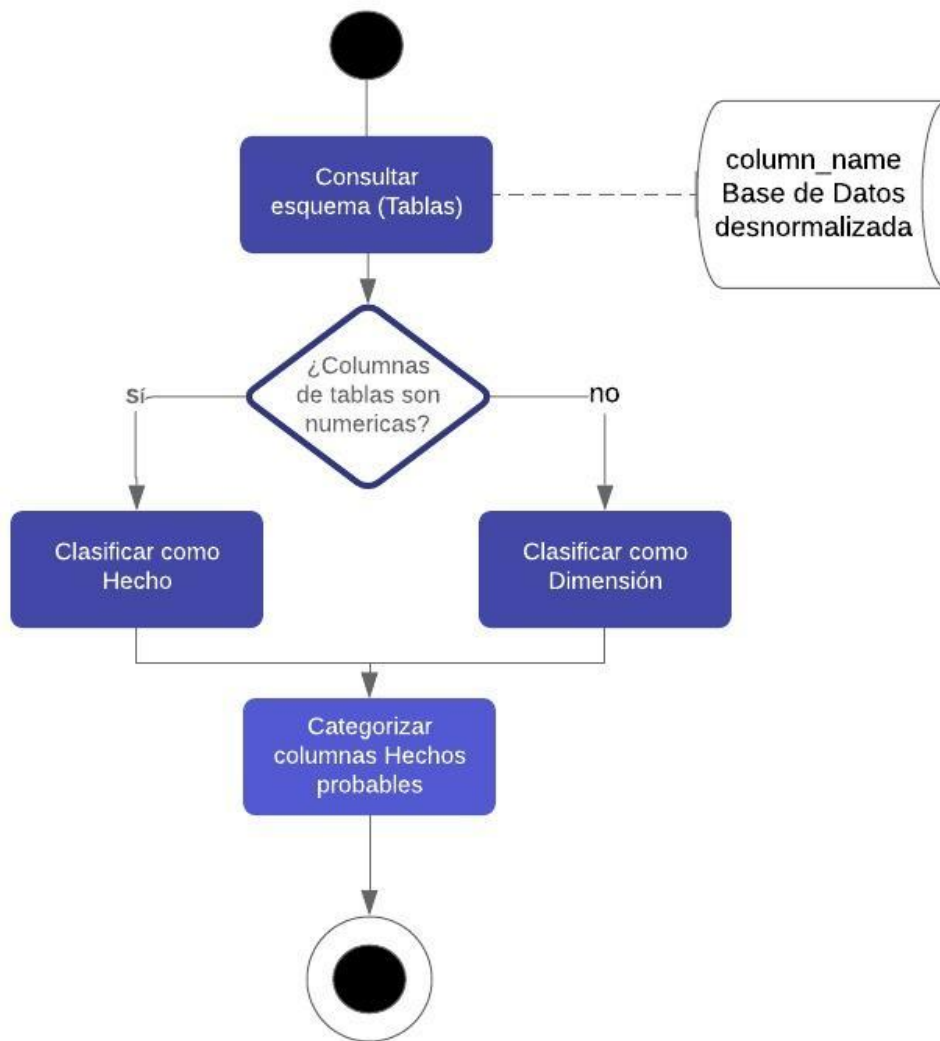 Consultar
esquema (Tablas)
column_name
Base de Datos
desnormalizada
¿Columnas
de tablas son
numericas?
sí
no
Clasificar como
Hecho
Clasificar como
Dimensión
Categorizar
columnas Hechos
probables